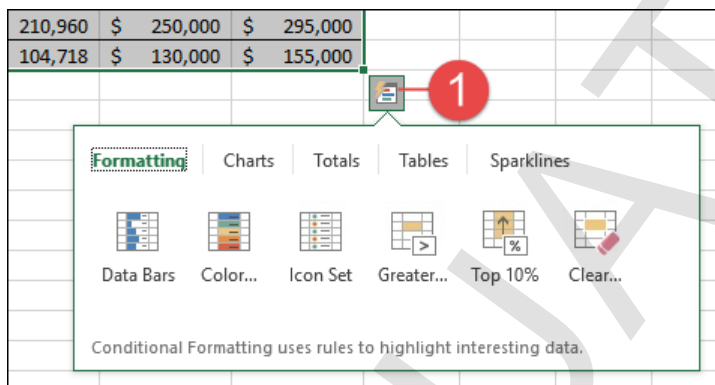 210,960 $ 250,000 $ 295,000
104,718 $ 130,000 $ 155,000
1
Formatting Charts Totals Tables Sparklines
> %
Data Bars Color... Icon Set Greater... Top 10% Clear...
Conditional Formatting uses rules to highlight interesting data.